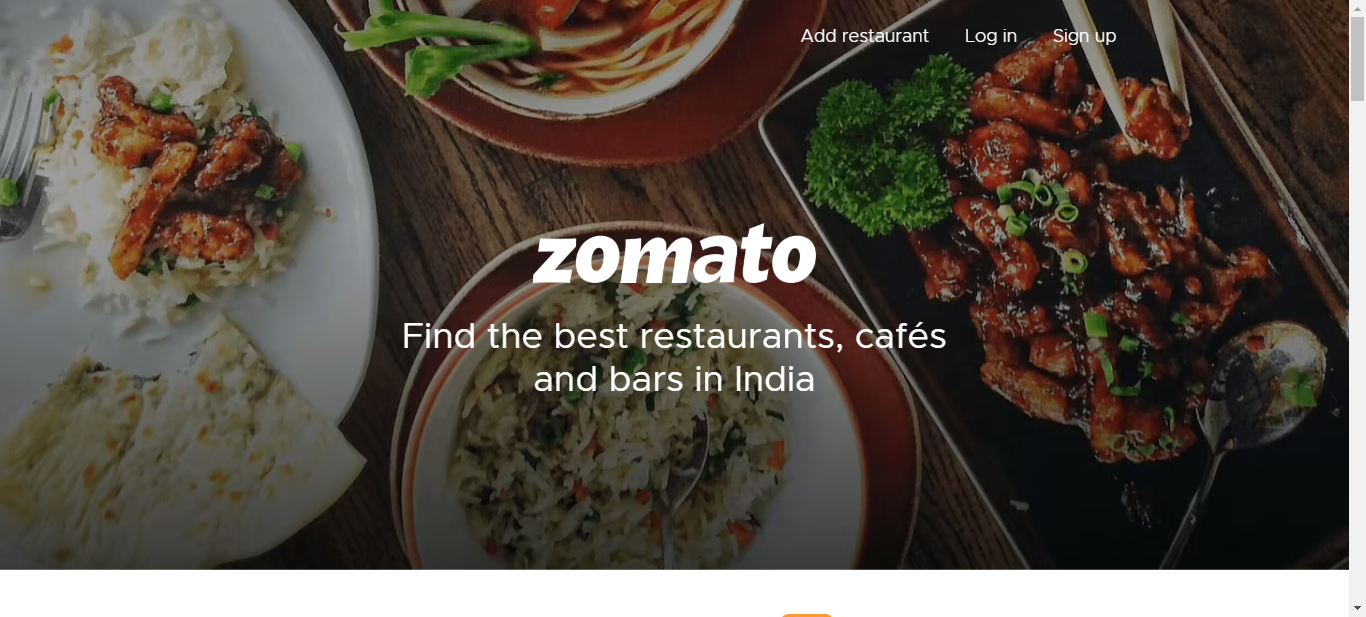 Add restaurant Log in Sign up
zomato
Find the best restaurants, cafés
and bars in India